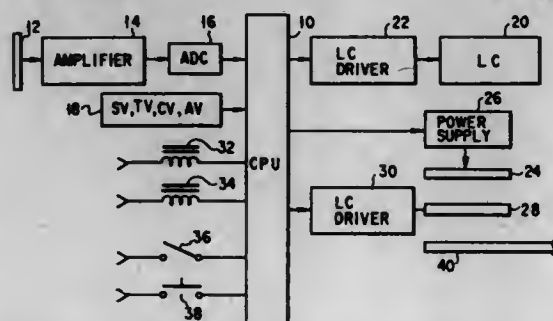 12
14
16
10
22
20
AMPLIFIER
ADC
LC
DRIVER
LC
18
SV, TV, CV, AV
26
POWER
SUPPLY
32
CPU
24
34
30
LC
DRIVER
28
36
40
38